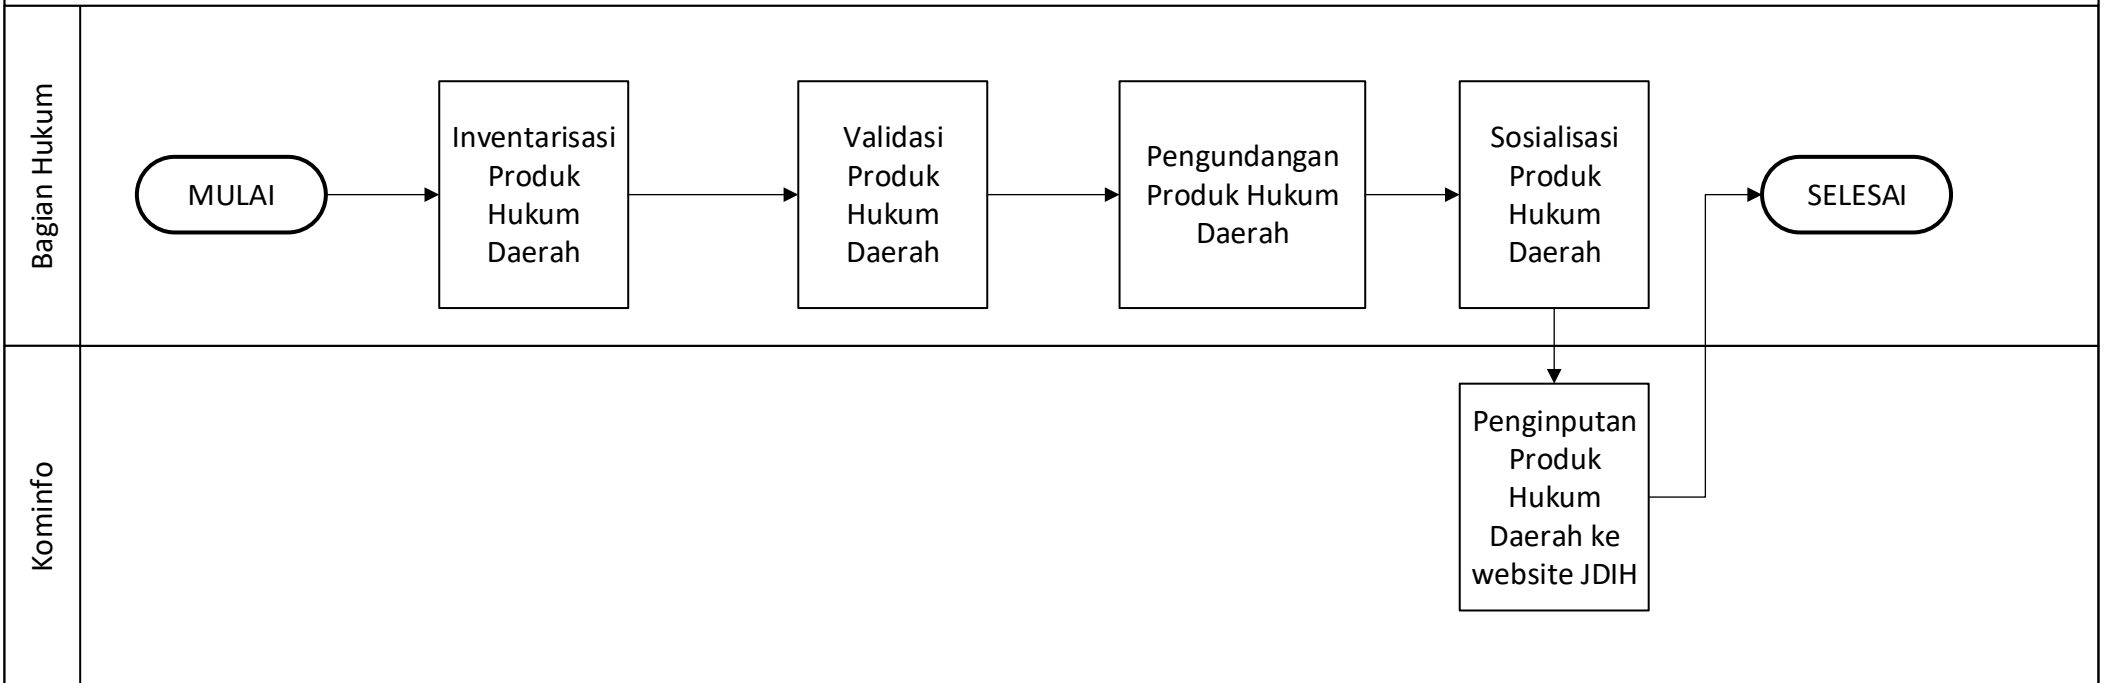 Bagian Hukum
MULAI
Inventarisasi
Produk
Hukum
Daerah
Validasi
Produk
Hukum
Daerah
Pengundangan
Produk Hukum
Daerah
Sosialisasi
Produk
Hukum
Daerah
SELESAI
Kominfo
Penginputan
Produk
Hukum
Daerah ke
website JDIH